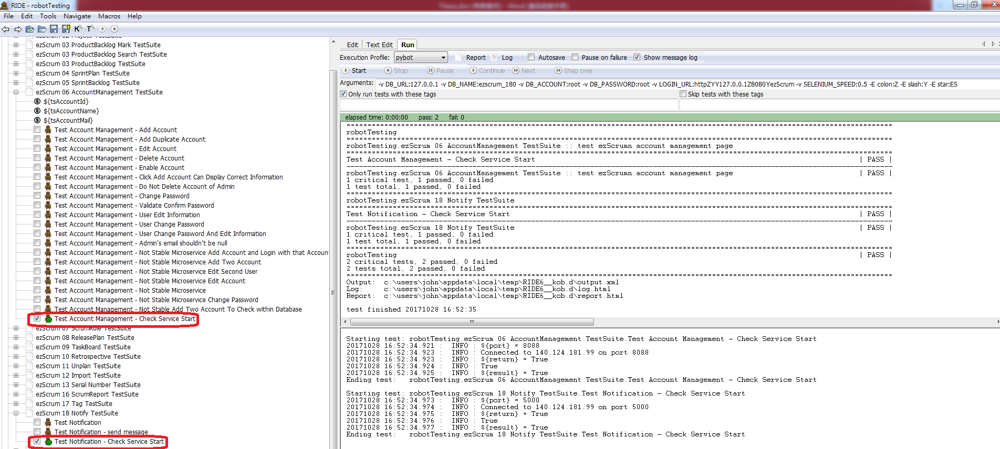 RIDE - robotTesting
File Edit Tools Navigate Macros Help
K T
ezScrum 02 Project TestSuite
ezScrum 03 ProductBacklog Mark TestSuite
ezScrum 03 ProductBacklog Search TestSuite
ezScrum 03 ProductBacklog TestSuite
ezScrum 04 SprintPlan TestSuite
ezScrum 05 SprintBacklog TestSuite
ezScrum 06 AccountManagement TestSuite
${tsAccountId}
${tsAccountName}
${tsAccountMail}
Test Account Management - Add Account
Test Account Management - Add Duplicate Account
Test Account Management - Edit Account
Test Account Management - Delete Account
Test Account Management - Enable Account
Test Account Management - Click Add Account Can Display Correct Information
Test Account Management - Do Not Delete Account of Admin
Test Account Management - Change Password
Test Account Management - Validate Confirm Password
Test Account Management - User Edit Information
Test Account Management - User Change Password
Test Account Management - User Change Password And Edit Information
Test Account Management - Admin's email shouldn't be null
Test Account Management - Not Stable Microservice Add Account and Login with that Accoun
Test Account Management - Not Stable Microservice Add Two Account
Test Account Management - Not Stable Microservice Edit Second User
Test Account Management - Not Stable Microservice Edit Account
Test Account Management - Not Stable Microservice
Test Account Management - Not Stable Microservice Change Password
Test Account Management - Not Stable Add Two Account To Check within Database
Test Account Management - Check Service Start
ezScrum 07 ScrumRole TestSuite
ezScrum 08 ReleasePlan TestSuite
ezScrum 09 TaskBoard TestSuite
ezScrum 10 Retrospective TestSuite
ezScrum 11 Unplan TestSuite
ezScrum 12 Import TestSuite
ezScrum 13 Serial Number TestSuite
ezScrum 16 ScrumReport TestSuite
ezScrum 17 Tag TestSuite
ezScrum 18 Notify TestSuite
Test Notification
Test Notification - send message
Test Notification - Check Service Start
Edit Text Edit Run
Execution Profile: pybot Report Log Autosave Pause on failure Show message log
Start Stop Pause Continue Next Step over
Arguments: -v DB_URL:127.0.0.1 -v DB_NAME:ezscrum_180 -v DB_ACCOUNT:root -v DB_PASSWORD:root -v LOGIN_URL:httpZYY127.0.0.1Z8080YezScrum -v SELENIUM_SPEED:0.5 -E colon:Z -E slash:Y -E star:ES
Only run tests with these tags Skip tests with these tags
elapsed time: 0:00:00 pass: 2 fail: 0
robotTesting
robotTesting.ezScrum 06 AccountManagement TestSuite :: test ezScrumn account management page
Test Account Management - Check Service Start | PASS |
robotTesting.ezScrum 06 AccountManagement TestSuite :: test ezScrumn account management page | PASS |
1 critical test, 1 passed, 0 failed
1 test total, 1 passed, 0 failed
robotTesting.ezScrum 18 Notify TestSuite
Test Notification - Check Service Start | PASS |
robotTesting.ezScrum 18 Notify TestSuite | PASS |
1 critical test, 1 passed, 0 failed
1 test total, 1 passed, 0 failed
robotTesting | PASS |
2 critical tests, 2 passed, 0 failed
2 tests total, 2 passed, 0 failed
Output: c:\users\john\appdata\local\temp\RIDE6__kob.d\output.xml
Log: c:\users\john\appdata\local\temp\RIDE6__kob.d\log.html
Report: c:\users\john\appdata\local\temp\RIDE6__kob.d\report.html
test finished 20171028 16:52:35
Starting test: robotTesting.ezScrum 06 AccountManagement TestSuite.Test Account Management - Check Service Start
20171028 16:52:34.921 : INFO : ${port} = 8088
20171028 16:52:34.923 : INFO : Connected to 140.124.181.99 on port 8088
20171028 16:52:34.923 : INFO : ${return} = True
20171028 16:52:34.924 : INFO : True
20171028 16:52:34.925 : INFO : ${result} = True
Ending test: robotTesting.ezScrum 06 AccountManagement TestSuite.Test Account Management - Check Service Start
Starting test: robotTesting.ezScrum 18 Notify TestSuite.Test Notification - Check Service Start
20171028 16:52:34.973 : INFO : ${port} = 5000
20171028 16:52:34.974 : INFO : Connected to 140.124.181.99 on port 5000
20171028 16:52:34.975 : INFO : ${return} = True
20171028 16:52:34.976 : INFO : True
20171028 16:52:34.977 : INFO : ${result} = True
Ending test: robotTesting.ezScrum 18 Notify TestSuite.Test Notification - Check Service Start